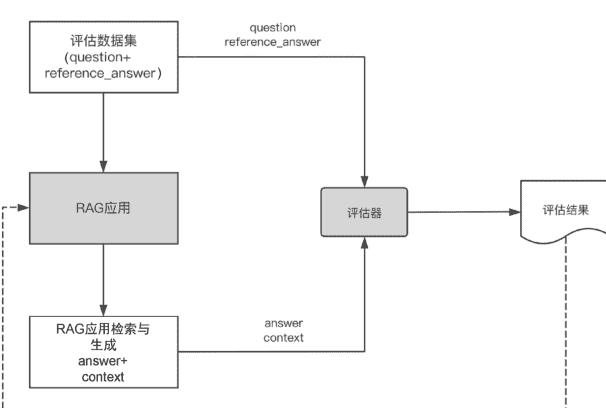 评估数据集
(question+
reference_answer)
question
reference_answer
RAG应用
评估器
评估结果
RAG应用检索与
生成
answer+
context
answer
context